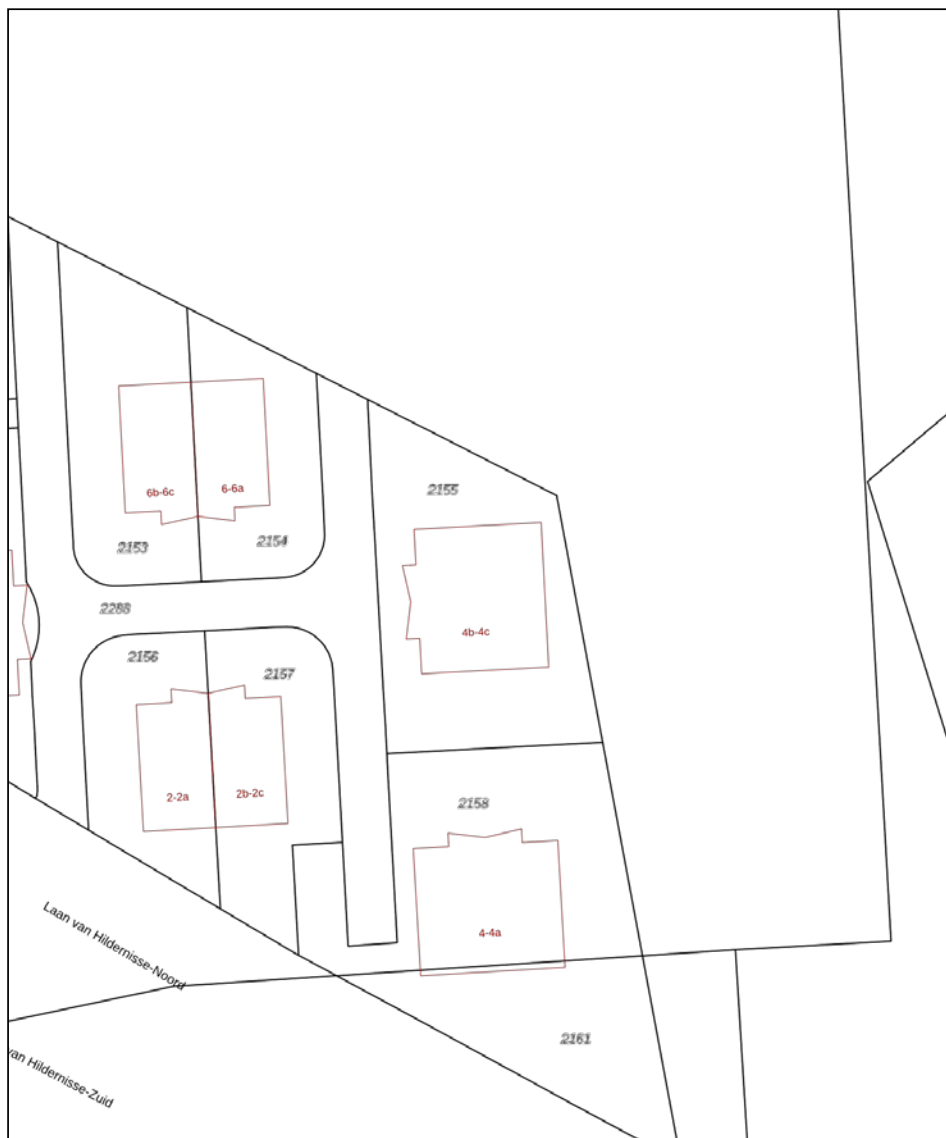 2155
6b-6c
6-6a
2153
2154
2288
4b-4c
2156
2157
2-2a
2b-2c
2158
4-4a
Laan van Hildernisse-Noord
2161
van Hildernisse-Zuid